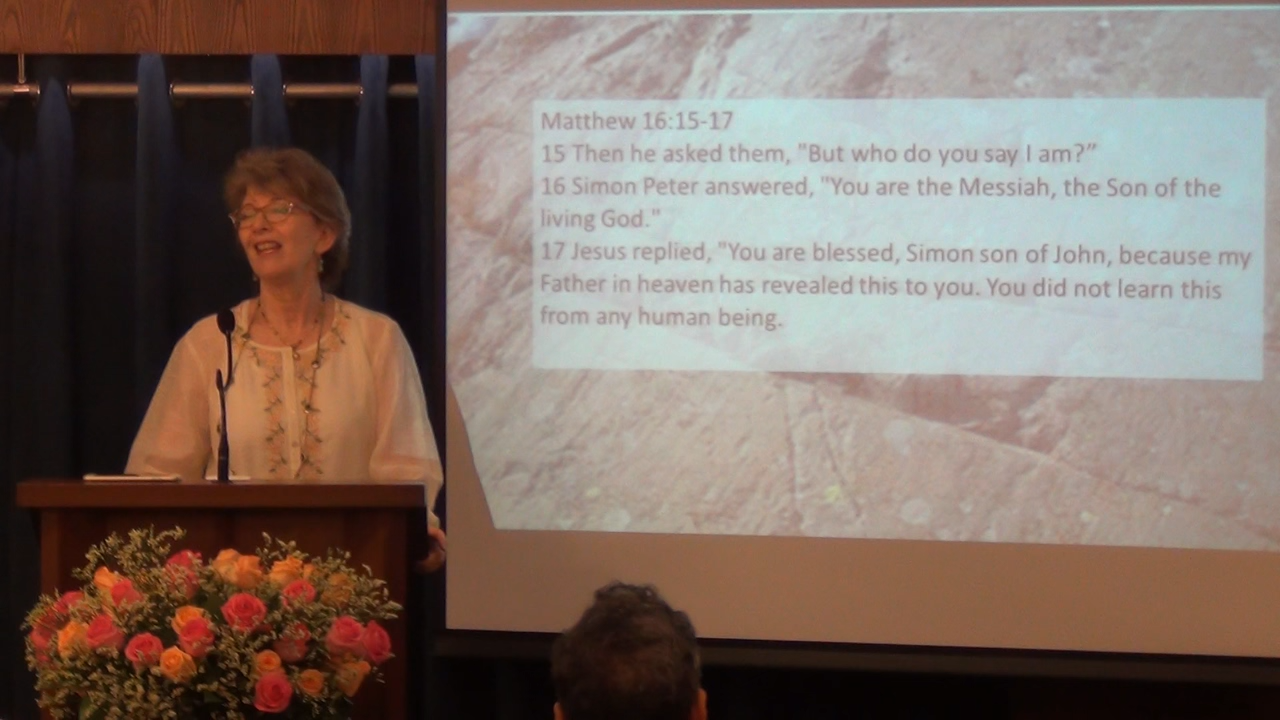 Matthew 16:15-17
15 Then he asked them, "But who do you say I am?”
16 Simon Peter answered, "You are the Messiah, the Son of the
living God."
17 Jesus replied, "You are blessed, Simon son of John, because my
Father in heaven has revealed this to you. You did not learn this
from any human being.